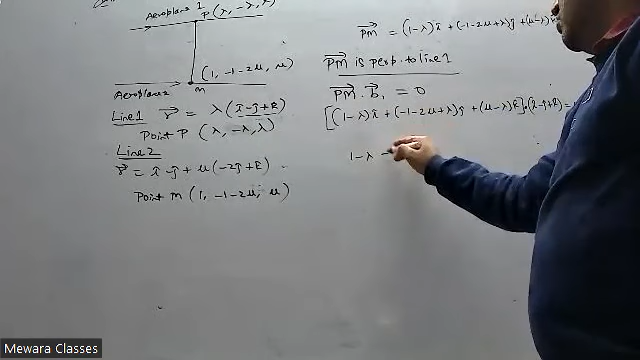 Aeroplane 1 P(λ, -λ, λ)
(1, -1-2μ, μ)
Aeroplane 2 M
Line 1 r⃗ = λ(î-ĵ+k̂)
Point P (λ, -λ, λ)
Line 2
r⃗ = î-ĵ + μ(-2ĵ+k̂)
Point M (1, -1-2μ, μ)
PM⃗ = (1-λ)î + (-1-2μ+λ)ĵ + (μ-λ)k̂
PM⃗ is perp. to line 1
PM⃗ . b⃗₁ = 0
[(1-λ)î + (-1-2μ+λ)ĵ + (μ-λ)k̂].(î-ĵ+k̂) =
1-λ -
Mewara Classes